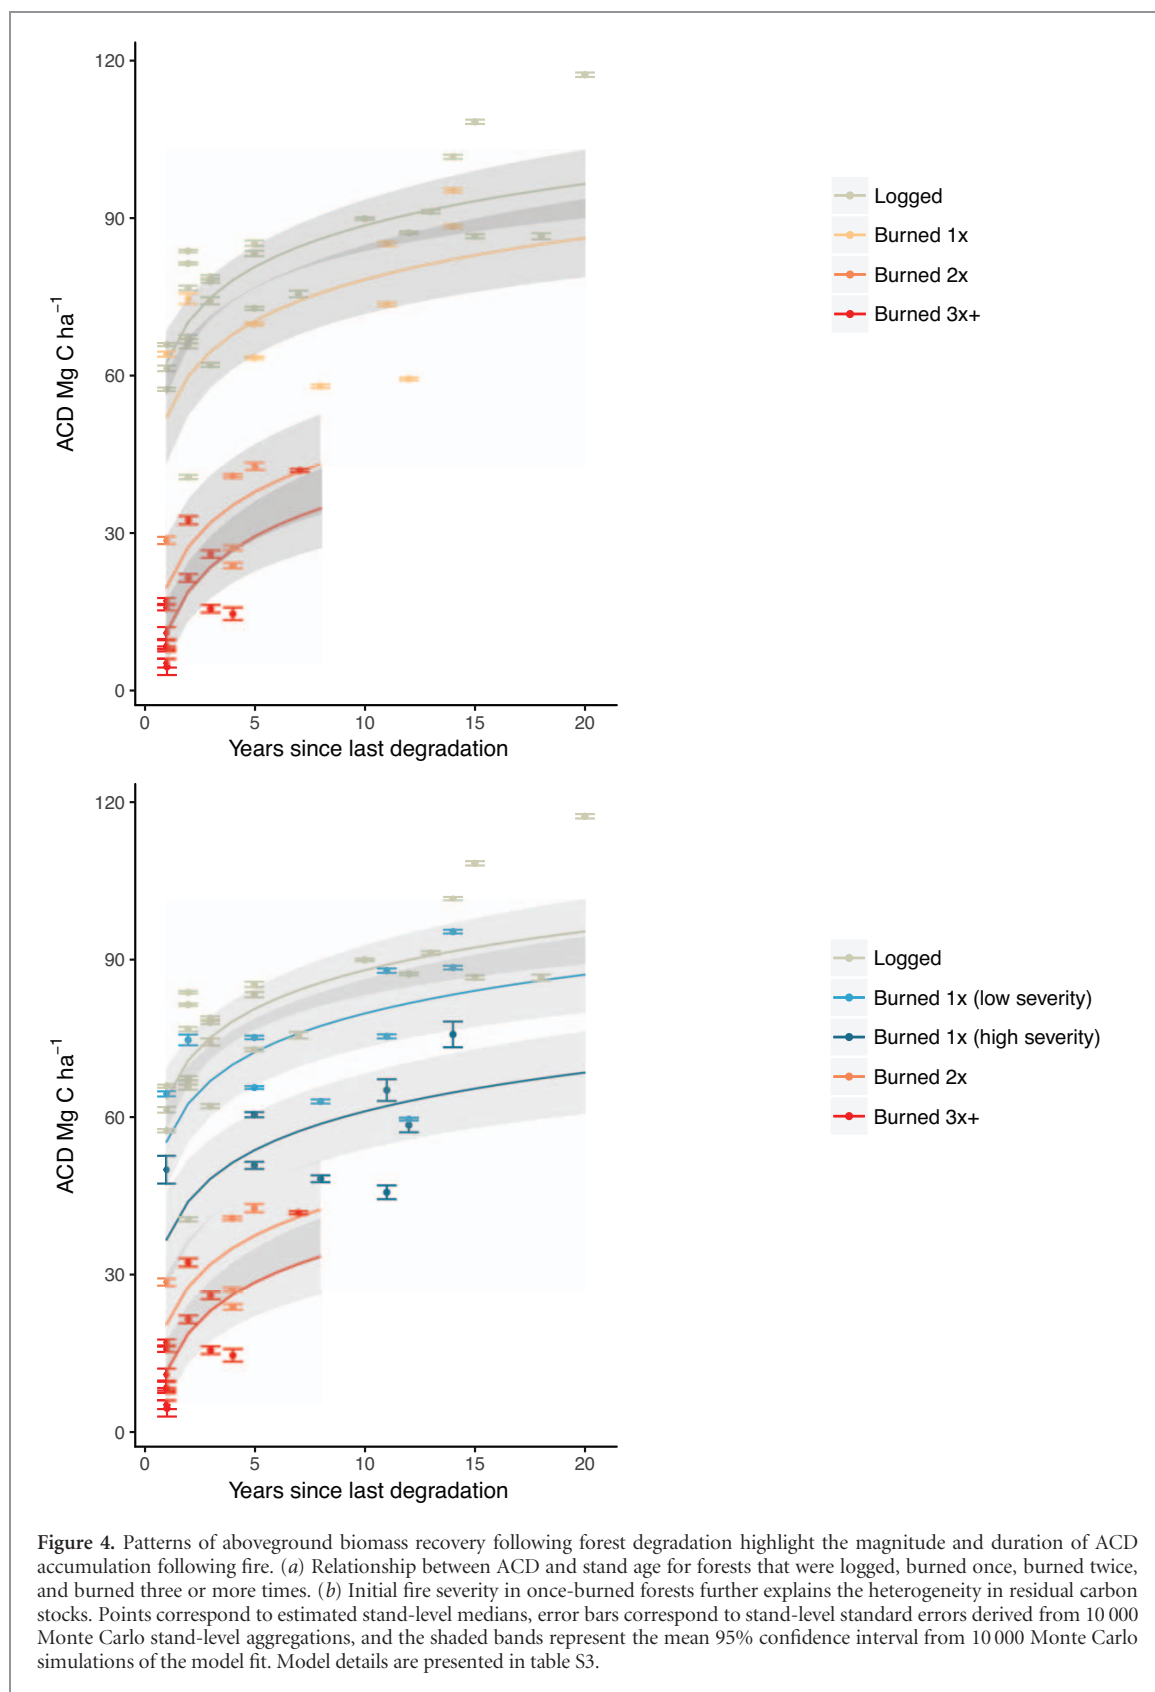 120
90
60
30
0
ACD Mg C ha⁻¹
0 5 10 15 20
Years since last degradation
Logged
Burned 1x
Burned 2x
Burned 3x+
120
90
60
30
0
ACD Mg C ha⁻¹
0 5 10 15 20
Years since last degradation
Logged
Burned 1x (low severity)
Burned 1x (high severity)
Burned 2x
Burned 3x+
Figure 4. Patterns of aboveground biomass recovery following forest degradation highlight the magnitude and duration of ACD
accumulation following fire. (a) Relationship between ACD and stand age for forests that were logged, burned once, burned twice,
and burned three or more times. (b) Initial fire severity in once-burned forests further explains the heterogeneity in residual carbon
stocks. Points correspond to estimated stand-level medians, error bars correspond to stand-level standard errors derived from 10 000
Monte Carlo stand-level aggregations, and the shaded bands represent the mean 95% confidence interval from 10 000 Monte Carlo
simulations of the model fit. Model details are presented in table S3.